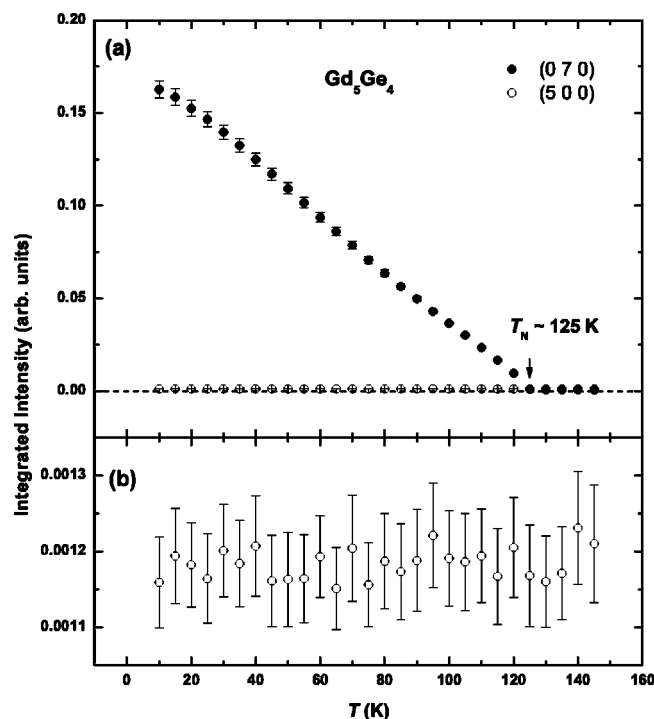 0.20
(a)
Gd₅Ge₄
(0 7 0)
(5 0 0)
0.15
0.10
0.05
T_N ~ 125 K
0.00
Integrated Intensity (arb. units)
(b)
0.0013
0.0012
0.0011
0 20 40 60 80 100 120 140 160
T (K)